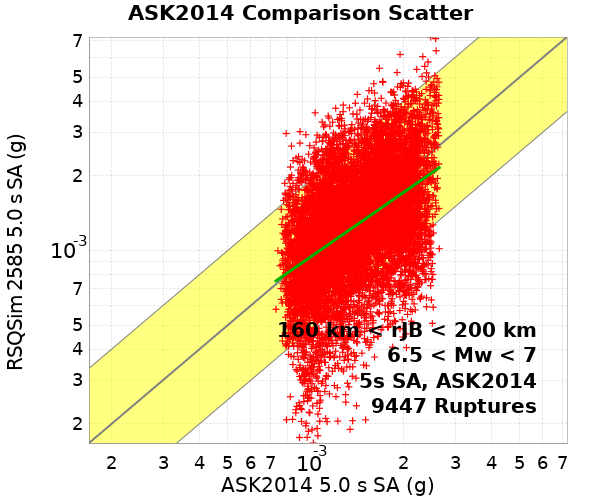 ASK2014 Comparison Scatter
RSQSim 2585 5.0 s SA (g)
7
5
4
3
2
10-3
7
5
4
3
2
160 km < rJB < 200 km
6.5 < Mw < 7
5s SA, ASK2014
9447 Ruptures
2 3 4 5 6 7 10-3 2 3 4 5 6 7
ASK2014 5.0 s SA (g)